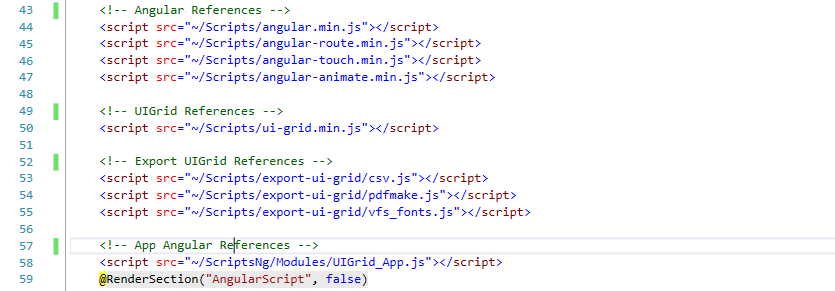 43 <!-- Angular References -->
44 <script src="~/Scripts/angular.min.js"></script>
45 <script src="~/Scripts/angular-route.min.js"></script>
46 <script src="~/Scripts/angular-touch.min.js"></script>
47 <script src="~/Scripts/angular-animate.min.js"></script>
48
49 <!-- UIGrid References -->
50 <script src="~/Scripts/ui-grid.min.js"></script>
51
52 <!-- Export UIGrid References -->
53 <script src="~/Scripts/export-ui-grid/csv.js"></script>
54 <script src="~/Scripts/export-ui-grid/pdfmake.js"></script>
55 <script src="~/Scripts/export-ui-grid/vfs_fonts.js"></script>
56
57 <!-- App Angular References -->
58 <script src="~/ScriptsNg/Modules/UIGrid_App.js"></script>
59 @RenderSection("AngularScript", false)